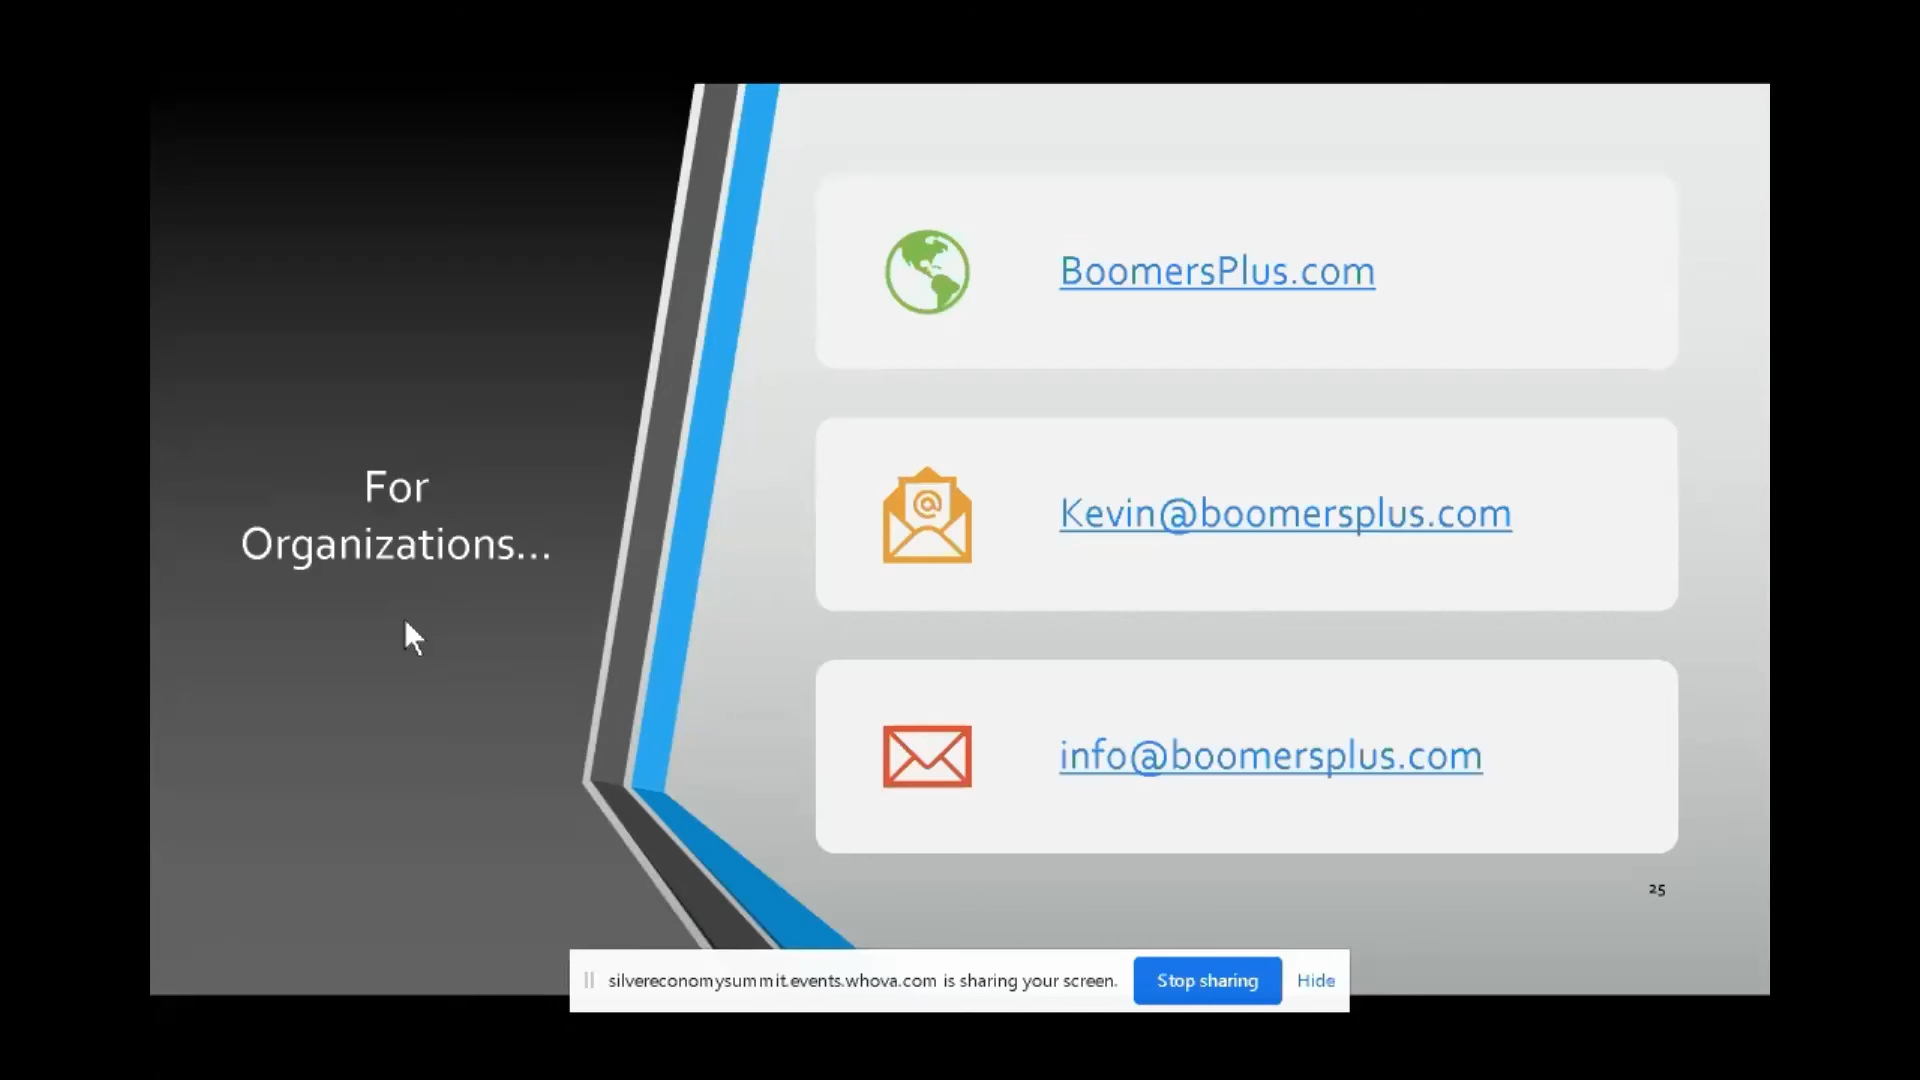 For
Organizations...
BoomersPlus.com
@
Kevin@boomersplus.com
info@boomersplus.com
25
silvereconomysummit.events.whova.com is sharing your screen.
Stop sharing
Hide